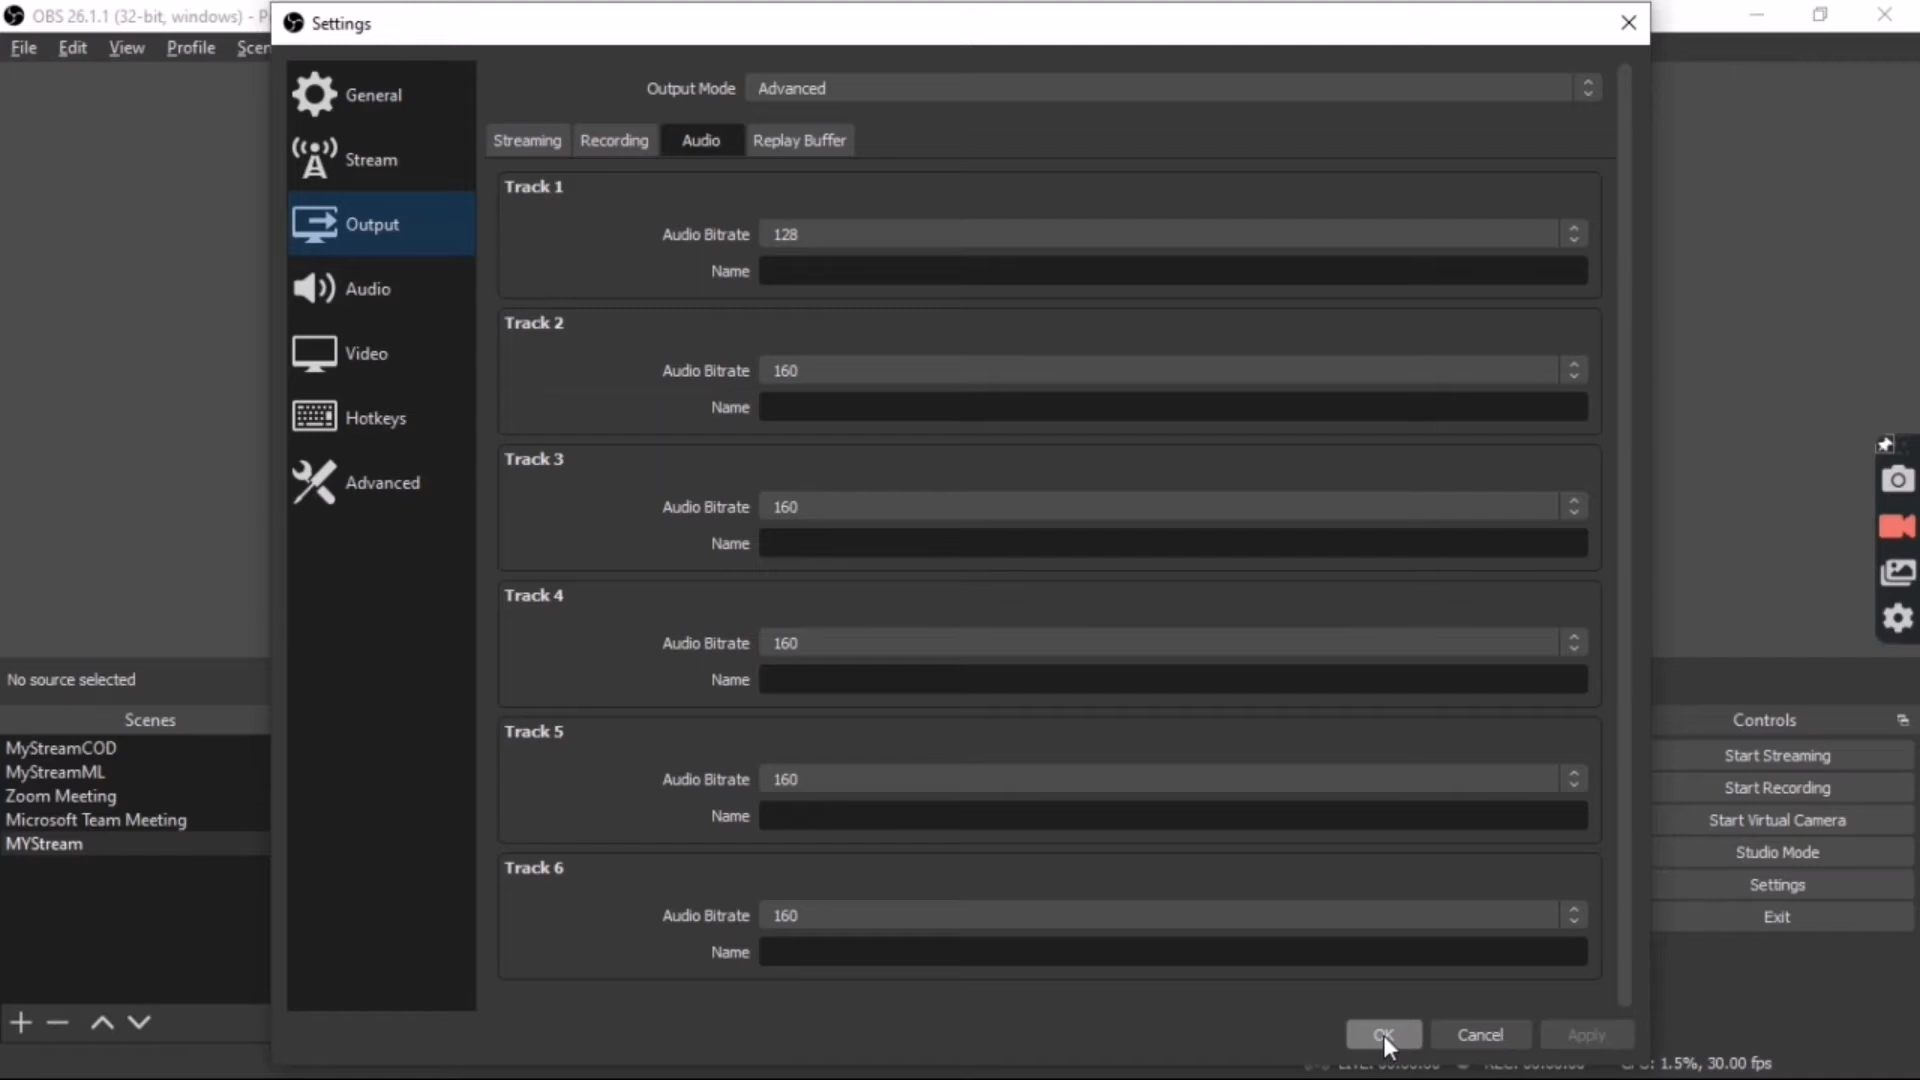 OBS 26.1.1 (32-bit, windows) - P
Settings
File Edit View Profile Scen
General
Stream
Output
Audio
Video
Hotkeys
Advanced
Output Mode Advanced
Streaming Recording Audio Replay Buffer
Track 1
Audio Bitrate 128
Name
Track 2
Audio Bitrate 160
Name
Track 3
Audio Bitrate 160
Name
Track 4
Audio Bitrate 160
Name
Track 5
Audio Bitrate 160
Name
Track 6
Audio Bitrate 160
Name
OK Cancel Apply
No source selected
Scenes
MyStreamCOD
MyStreamML
Zoom Meeting
Microsoft Team Meeting
MYStream
Controls
Start Streaming
Start Recording
Start Virtual Camera
Studio Mode
Settings
Exit
1.5%, 30.00 fps